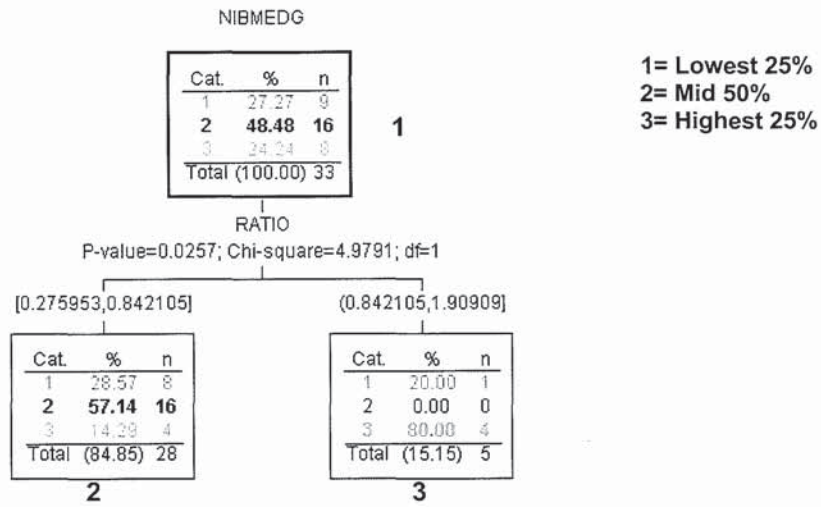 NIBMEDG
Cat. % n
1 27.27 9
2 48.48 16
3 24.24 8
Total (100.00) 33
1
1= Lowest 25%
2= Mid 50%
3= Highest 25%
RATIO
P-value=0.0257; Chi-square=4.9791; df=1
[0.275953,0.842105]
Cat. % n
1 28.57 8
2 57.14 16
3 14.29 4
Total (84.85) 28
2
(0.842105,1.90909]
Cat. % n
1 20.00 1
2 0.00 0
3 80.00 4
Total (15.15) 5
3